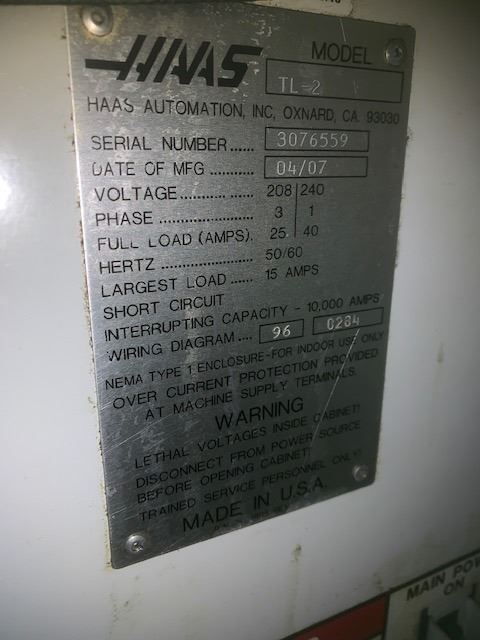 HAAS
MODEL
TL-2
HAAS AUTOMATION, INC, OXNARD, CA. 93030
SERIAL NUMBER ...... 3076559
DATE OF MFG .......... 04/07
VOLTAGE ................ 208 | 240
PHASE ..................... 3 | 1
FULL LOAD (AMPS). 25 | 40
HERTZ ..................... 50/60
LARGEST LOAD ..... 15 AMPS
SHORT CIRCUIT
INTERRUPTING CAPACITY - 10,000 AMPS
WIRING DIAGRAM .... 96 0284
NEMA TYPE 1 ENCLOSURE-FOR INDOOR USE ONLY
OVER CURRENT PROTECTION PROVIDED
AT MACHINE SUPPLY TERMINALS.
WARNING
LETHAL VOLTAGES INSIDE CABINET!
DISCONNECT FROM POWER SOURCE
BEFORE OPENING CABINET!
TRAINED SERVICE PERSONNEL ONLY!
MADE IN U.S.A.
MAIN
ON